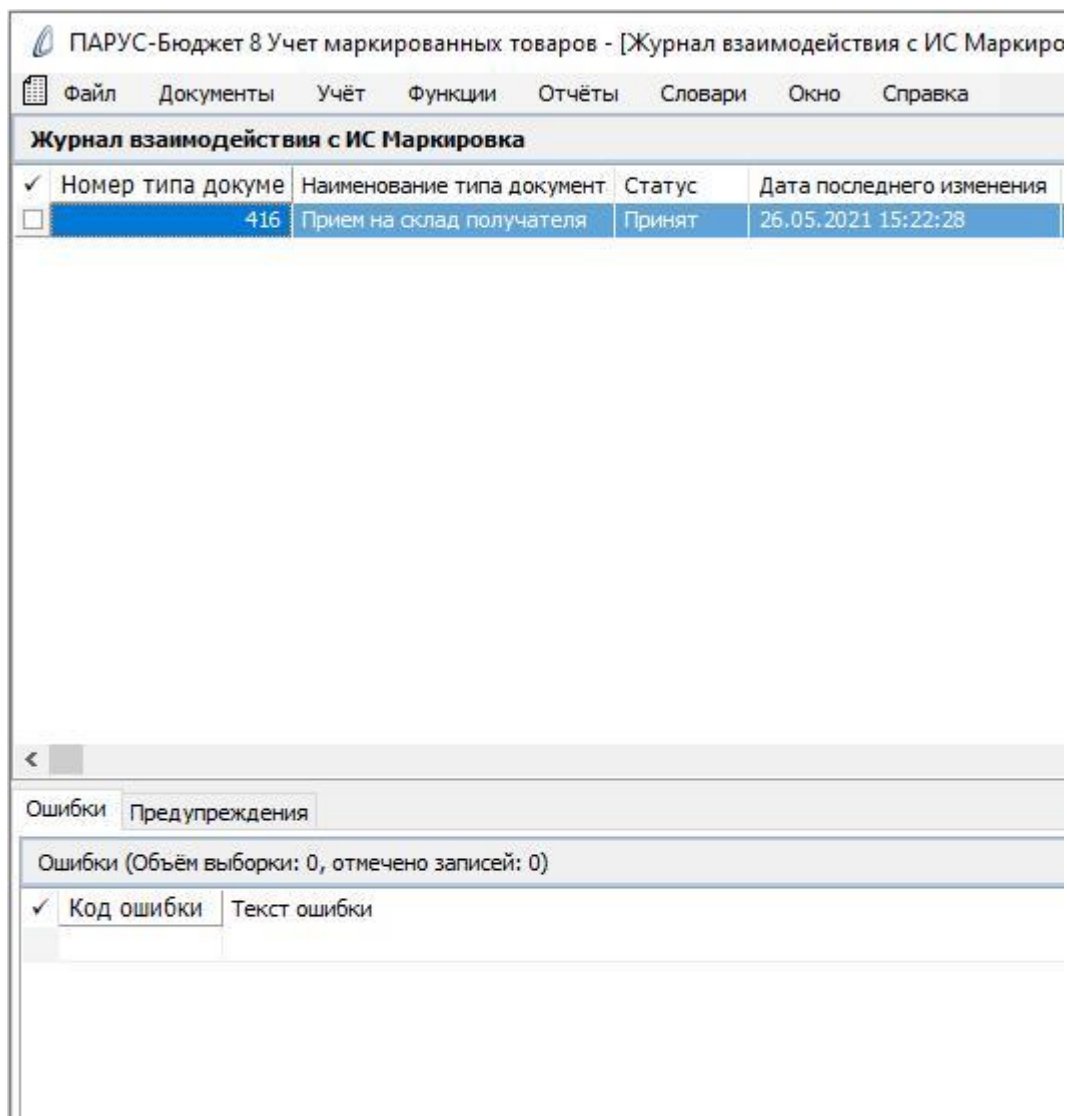 ПАРУС-Бюджет 8 Учет маркированных товаров - [Журнал взаимодействия с ИС Маркиро
Файл Документы Учёт Функции Отчёты Словари Окно Справка
Журнал взаимодействия с ИС Маркировка
✓ Номер типа докуме Наименование типа документ Статус Дата последнего изменения
416 Прием на склад получателя Принят 26.05.2021 15:22:28
Ошибки Предупреждения
Ошибки (Объём выборки: 0, отмечено записей: 0)
✓ Код ошибки Текст ошибки